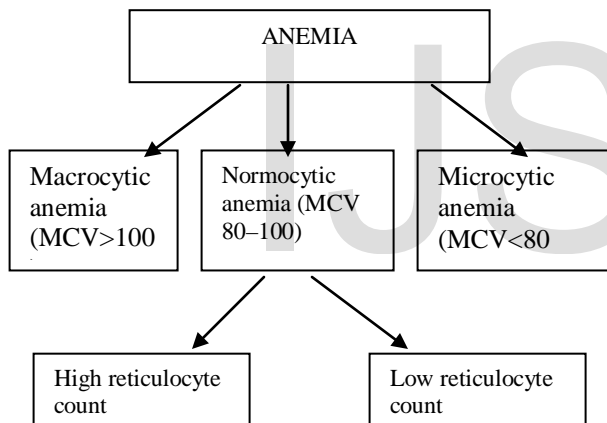 ANEMIA
IJS
Macrocytic
anemia
(MCV>100
Normocytic
anemia (MCV
80–100)
Microcytic
anemia
(MCV<80
High reticulocyte
count
Low reticulocyte
count